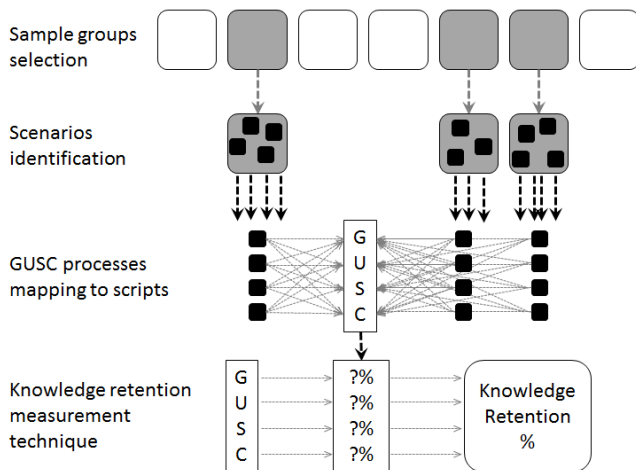 Sample groups
selection
Scenarios
identification
GUSC processes
mapping to scripts
G
U
S
C
Knowledge retention
measurement
technique
G
U
S
C
?%
?%
?%
?%
Knowledge
Retention
%